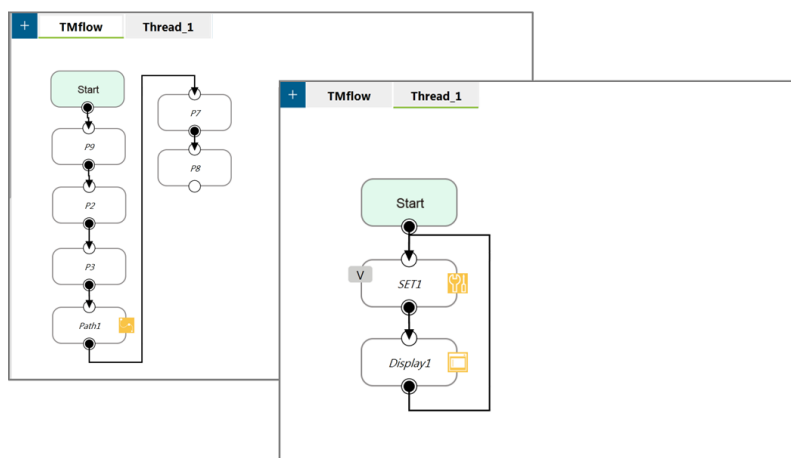 + TMflow Thread_1
Start
P9
P2
P3
Path1
P7
P8
+ TMflow Thread_1
Start
V
SET1
Display1